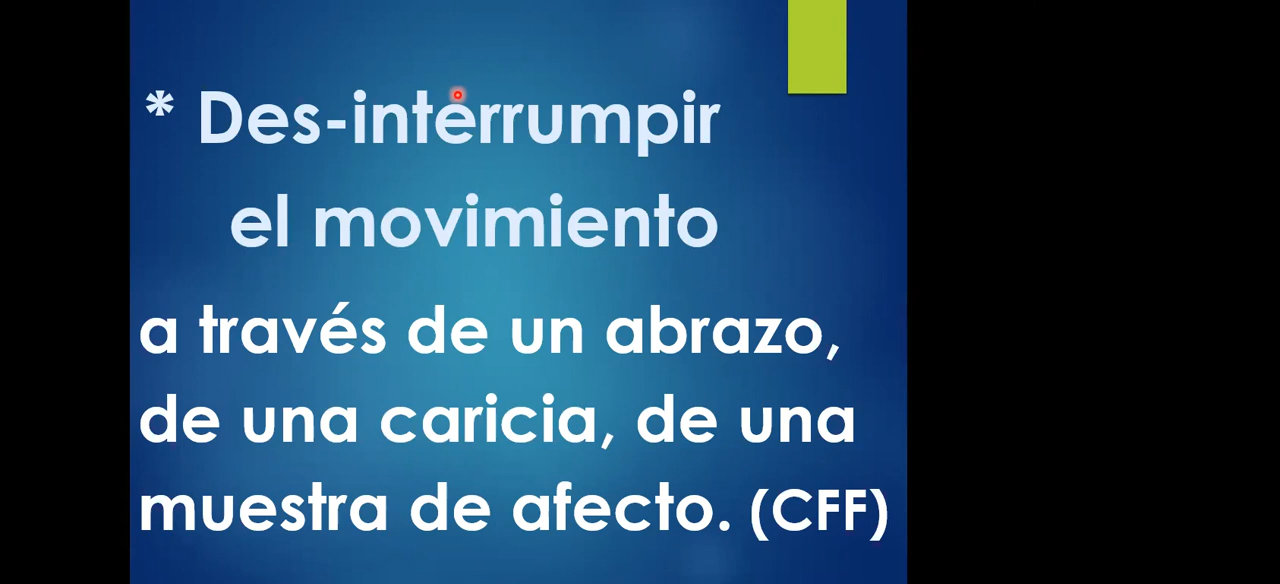 * Des-interrumpir
el movimiento
a través de un abrazo,
de una caricia, de una
muestra de afecto. (CFF)